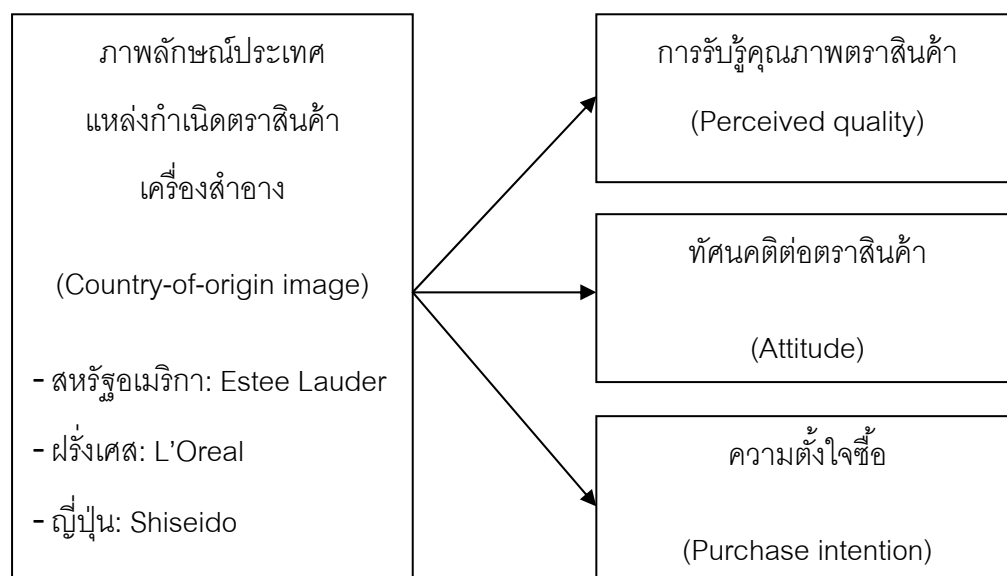 ภาพลักษณ์ประเทศ
แหล่งกำเนิดตราสินค้า
เครื่องสำอาง
(Country-of-origin image)
- สหรัฐอเมริกา: Estee Lauder
- ฝรั่งเศส: L'Oreal
- ญี่ปุ่น: Shiseido
การรับรู้คุณภาพตราสินค้า
(Perceived quality)
ทัศนคติต่อตราสินค้า
(Attitude)
ความตั้งใจซื้อ
(Purchase intention)